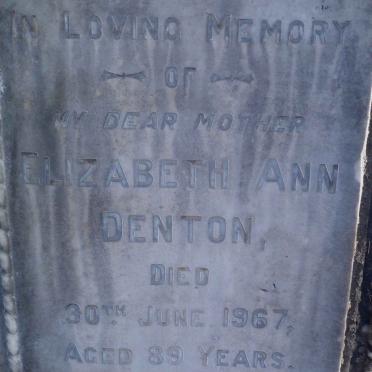 IN LOVING MEMORY
OF
MY DEAR MOTHER
ELIZABETH ANN
DENTON,
DIED
30TH JUNE 1967,
AGED 89 YEARS.